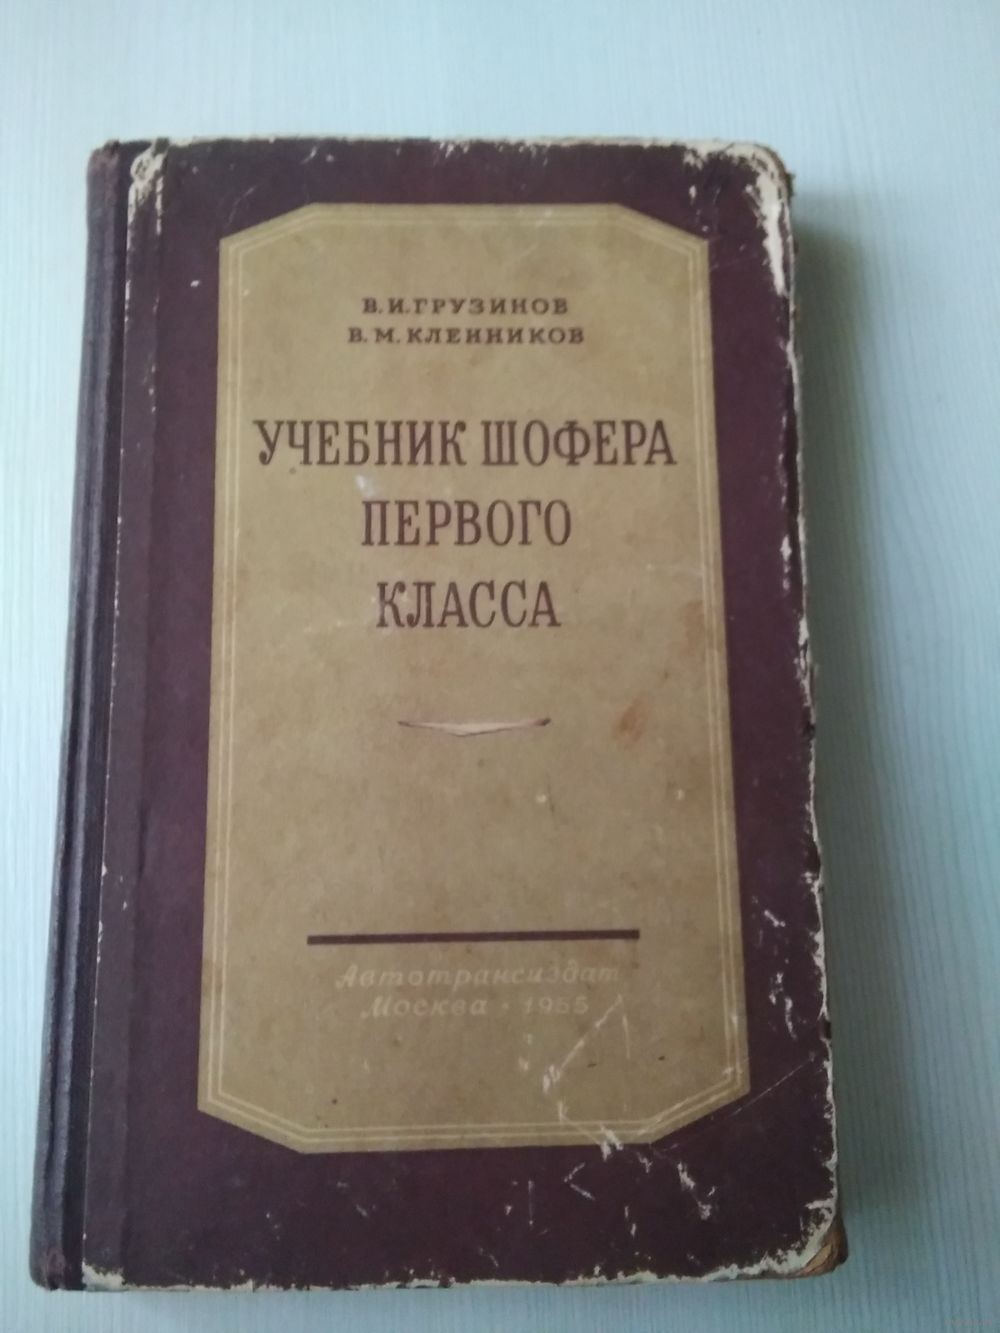 В. И. ГРУЗИНОВ
В. М. КЛЕННИКОВ
УЧЕБНИК ШОФЕРА
ПЕРВОГО
КЛАССА
Автотрансиздат
Москва · 1955